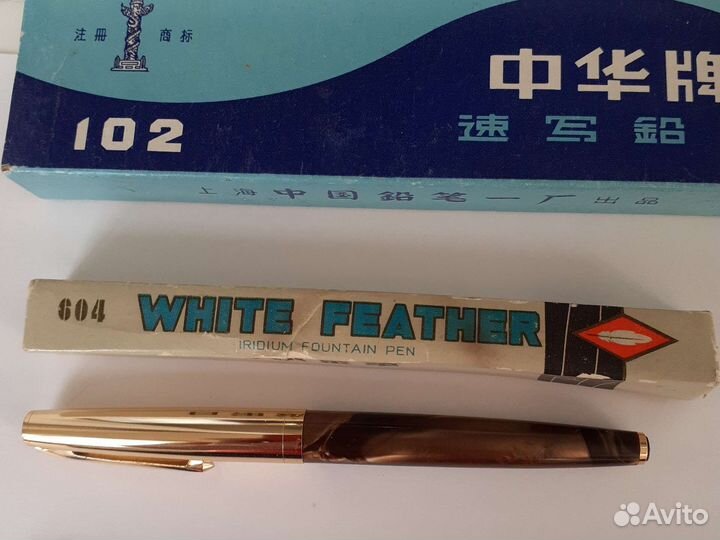 注册 商标
中华牌
102
速写鉛
上海中国鉛笔一厂出品
604
WHITE FEATHER
IRIDIUM FOUNTAIN PEN
Avito